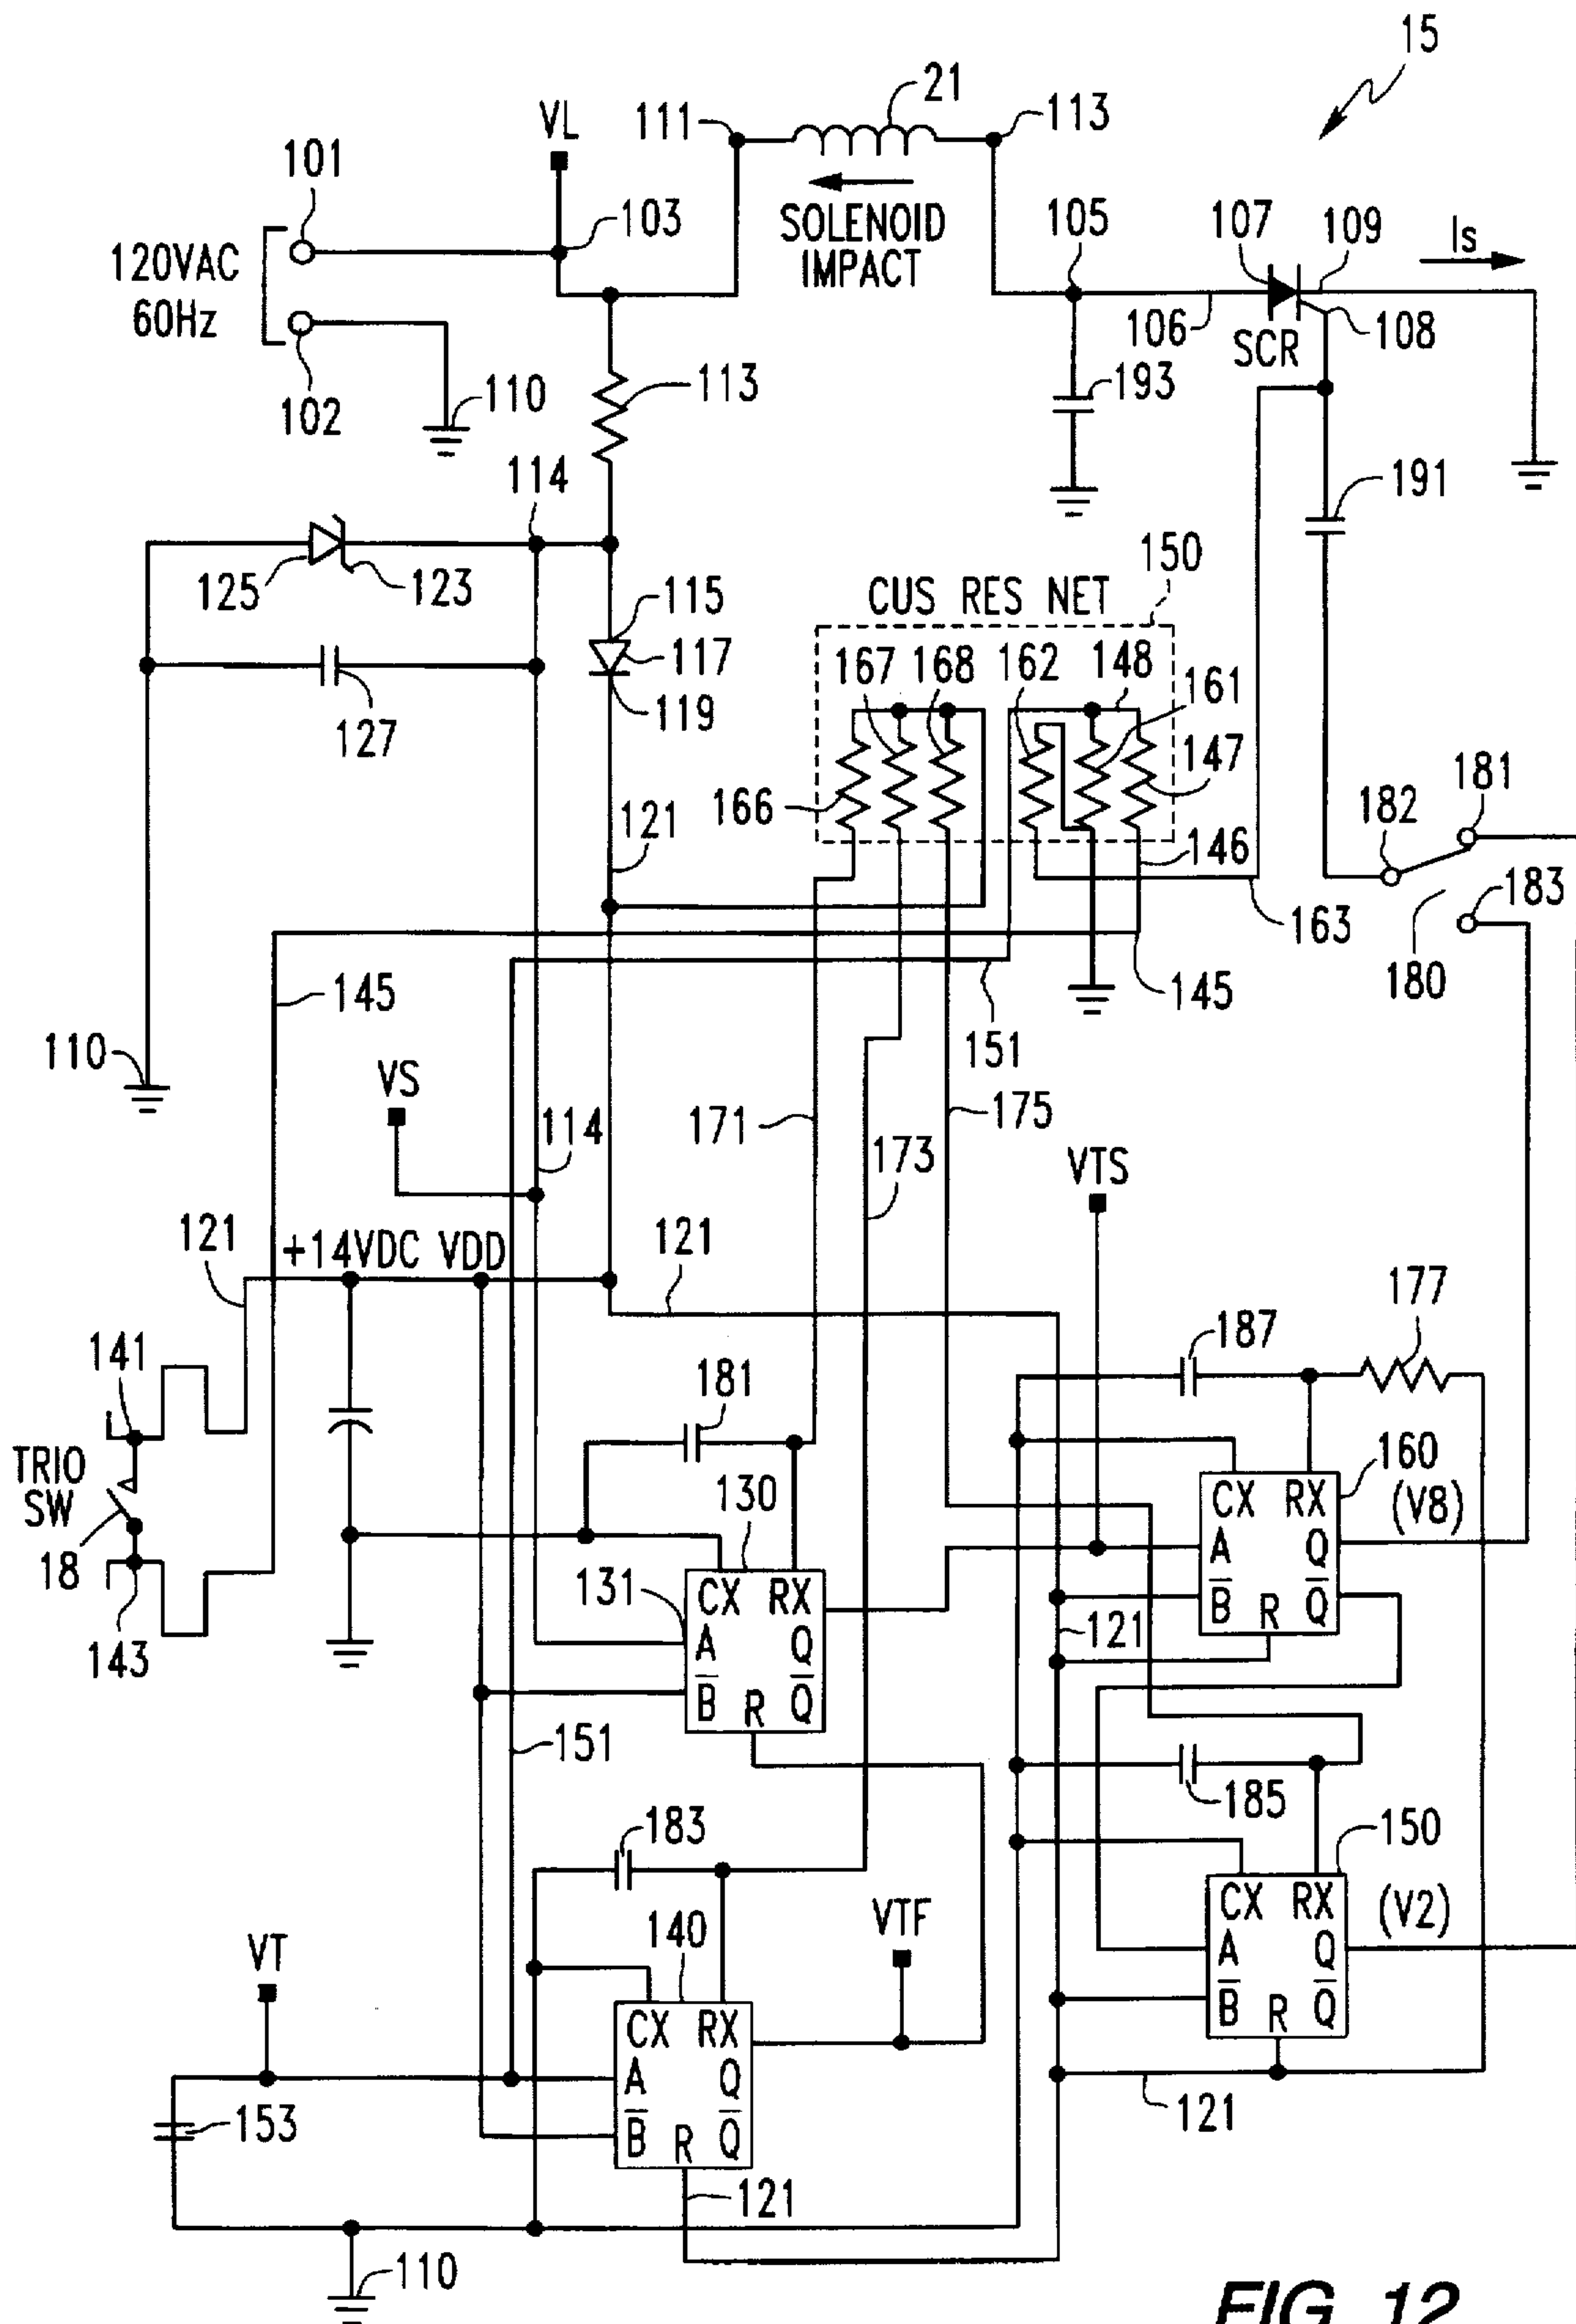 15
21
VL
111
113
101
103
105
107
109
Is
120VAC
60Hz
SOLENOID
IMPACT
106
SCR
108
102
110
113
193
114
191
125
123
150
CUS RES NET
115
117
119
167
168
162
148
161
127
166
147
181
182
121
146
183
163
180
145
145
110
151
VS
171
175
114
173
VTS
121
+14VDC VDD
121
177
187
141
181
TRIO
SW
130
160
(V8)
CX RX
A Q
B Q
R
18
131
CX RX
A Q
B Q
R
121
143
151
185
183
150
(V2)
CX RX
A Q
B Q
R
140
VTF
VT
CX RX
A Q
B Q
R
153
121
121
110
FIG. 12